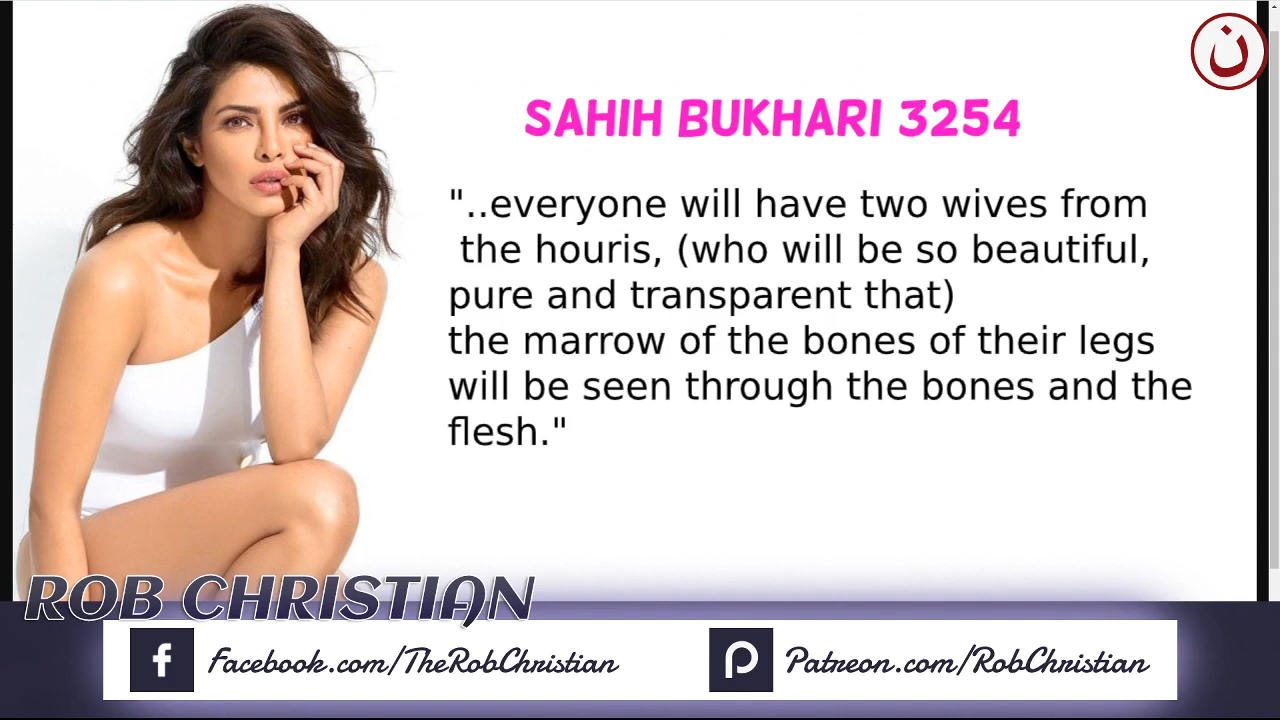 ن
SAHIH BUKHARI 3254
"..everyone will have two wives from
the houris, (who will be so beautiful,
pure and transparent that)
the marrow of the bones of their legs
will be seen through the bones and the
flesh."
ROB CHRISTIAN
Facebook.com/TheRobChristian
Patreon.com/RobChristian